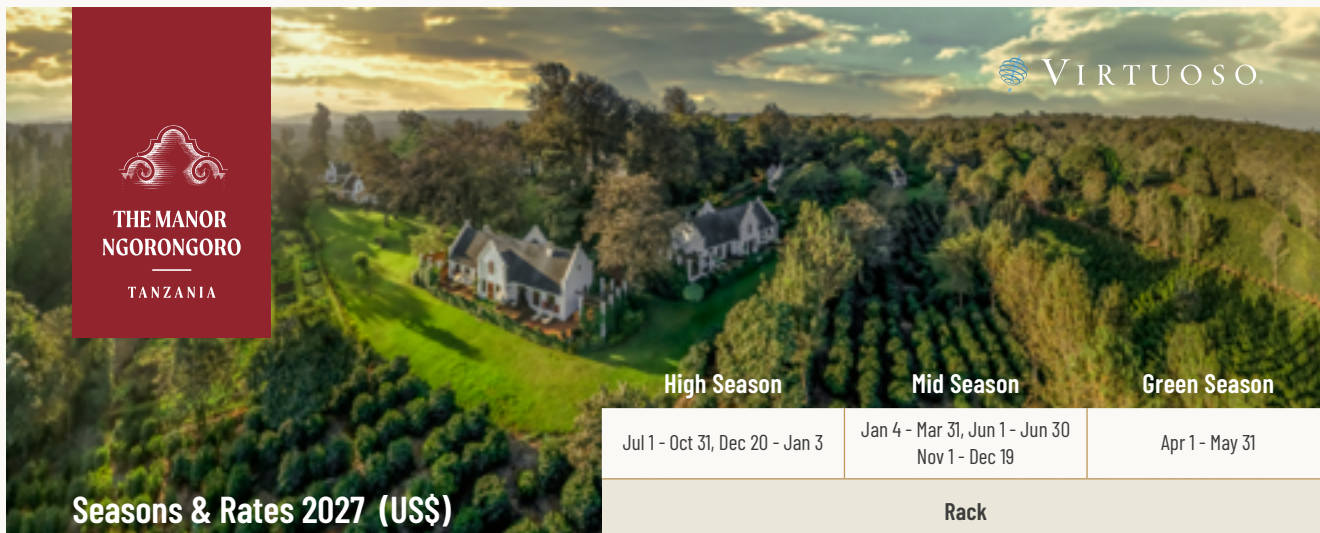 VIRTUOSO
THE MANOR
NGORONGORO
TANZANIA
High Season
Mid Season
Green Season
Jul 1 - Oct 31, Dec 20 - Jan 3
Jan 4 - Mar 31, Jun 1 - Jun 30
Nov 1 - Dec 19
Apr 1 - May 31
Seasons & Rates 2027 (US$)
Rack